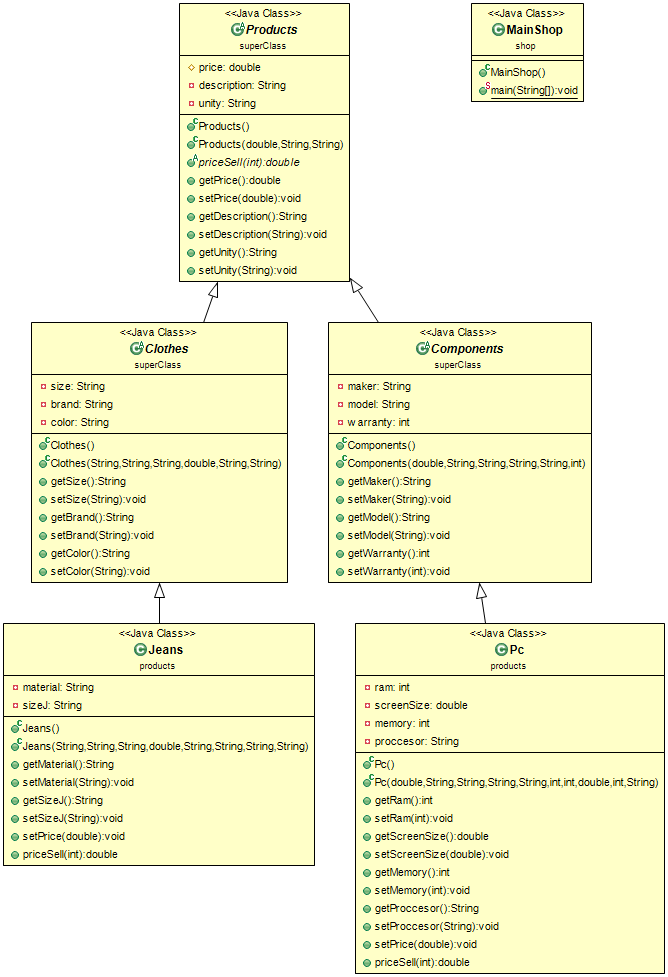 <<Java Class>>
Products
superClass
price: double
description: String
unity: String
Products()
Products(double,String,String)
priceSell(int):double
getPrice():double
setPrice(double):void
getDescription():String
setDescription(String):void
getUnity():String
setUnity(String):void
<<Java Class>>
MainShop
shop
MainShop()
main(String[]):void
<<Java Class>>
Clothes
superClass
size: String
brand: String
color: String
Clothes()
Clothes(String,String,String,double,String,String)
getSize():String
setSize(String):void
getBrand():String
setBrand(String):void
getColor():String
setColor(String):void
<<Java Class>>
Components
superClass
maker: String
model: String
warranty: int
Components()
Components(double,String,String,String,String,int)
getMaker():String
setMaker(String):void
getModel():String
setModel(String):void
getWarranty():int
setWarranty(int):void
<<Java Class>>
Jeans
products
material: String
sizeJ: String
Jeans()
Jeans(String,String,String,double,String,String,String,String)
getMaterial():String
setMaterial(String):void
getSizeJ():String
setSizeJ(String):void
setPrice(double):void
priceSell(int):double
<<Java Class>>
Pc
products
ram: int
screenSize: double
memory: int
proccesor: String
Pc()
Pc(double,String,String,String,String,int,int,double,int,String)
getRam():int
setRam(int):void
getScreenSize():double
setScreenSize(double):void
getMemory():int
setMemory(int):void
getProccesor():String
setProccesor(String):void
setPrice(double):void
priceSell(int):double